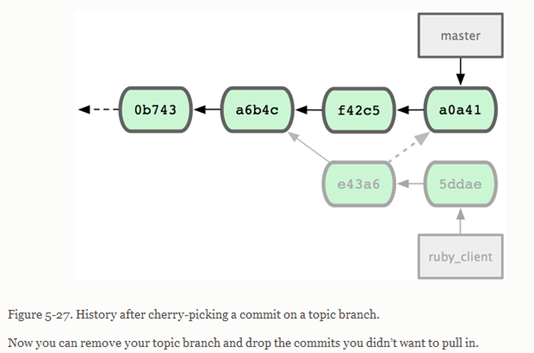 master
0b743
a6b4c
f42c5
a0a41
e43a6
5ddae
ruby_client
Figure 5-27. History after cherry-picking a commit on a topic branch.
Now you can remove your topic branch and drop the commits you didn't want to pull in.